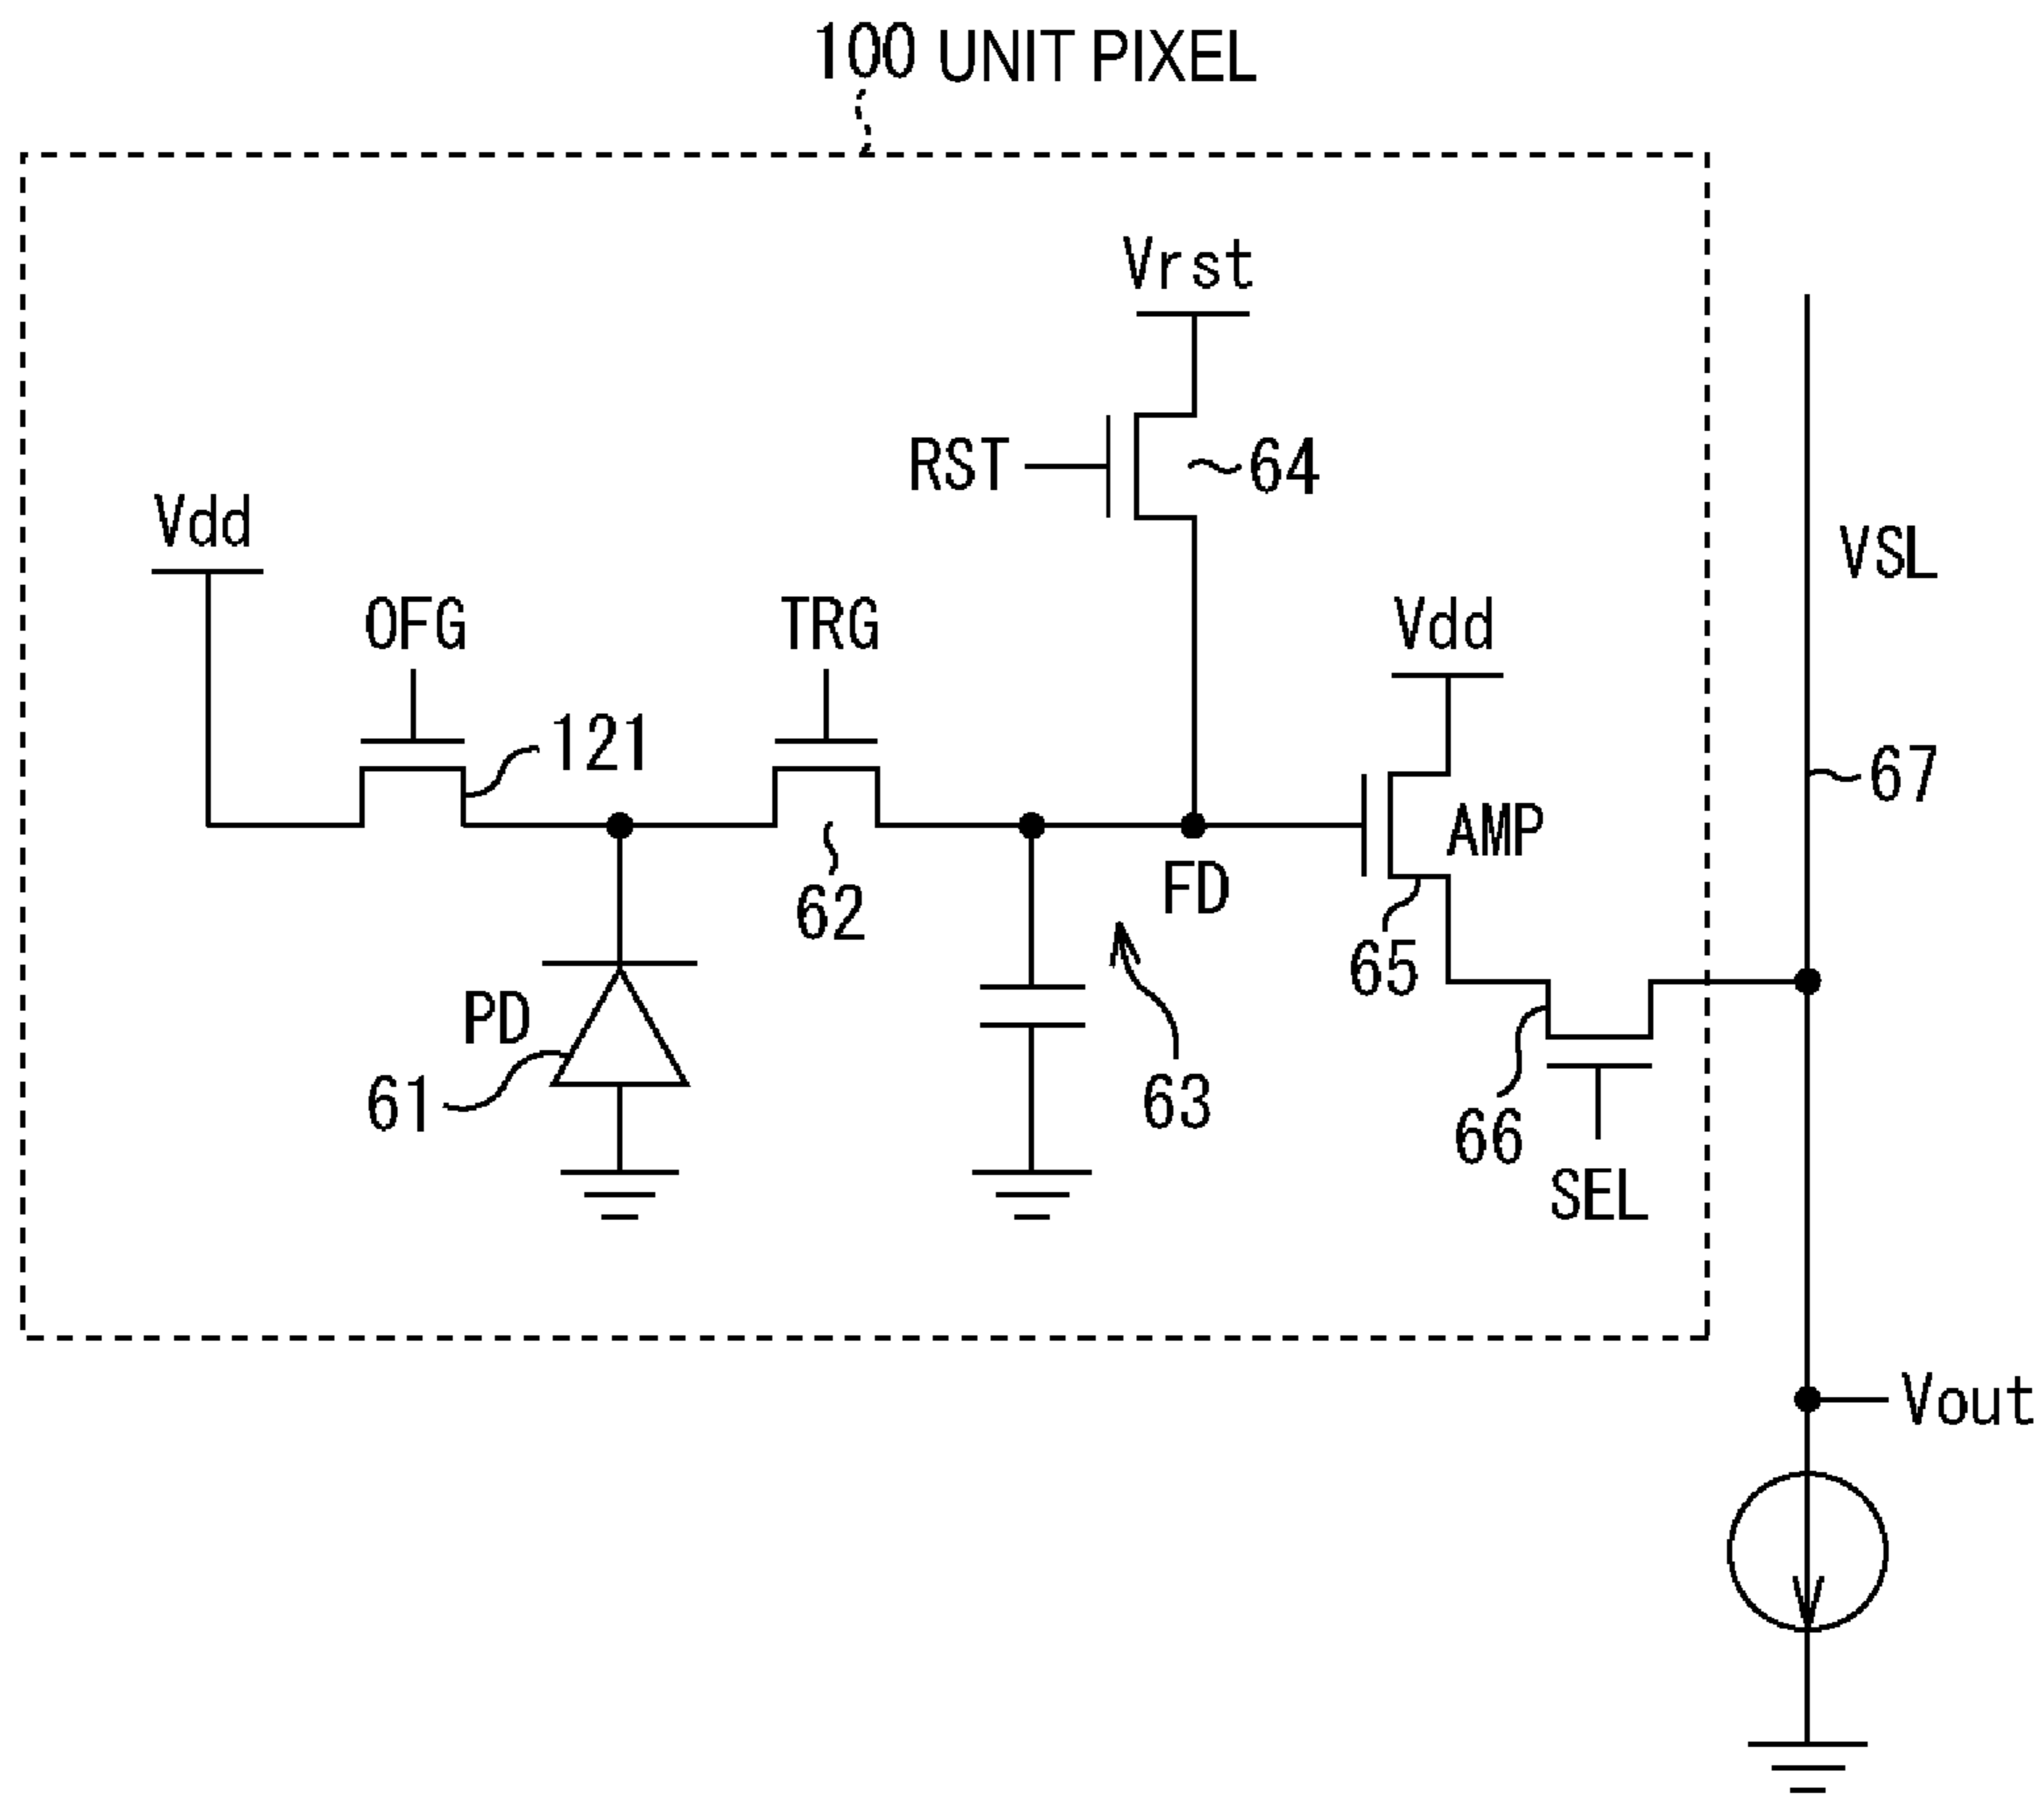 100 UNIT PIXEL
Vrst
RST
64
Vdd
VSL
OFG
TRG
Vdd
121
67
AMP
62
FD
65
PD
61
63
66
SEL
Vout